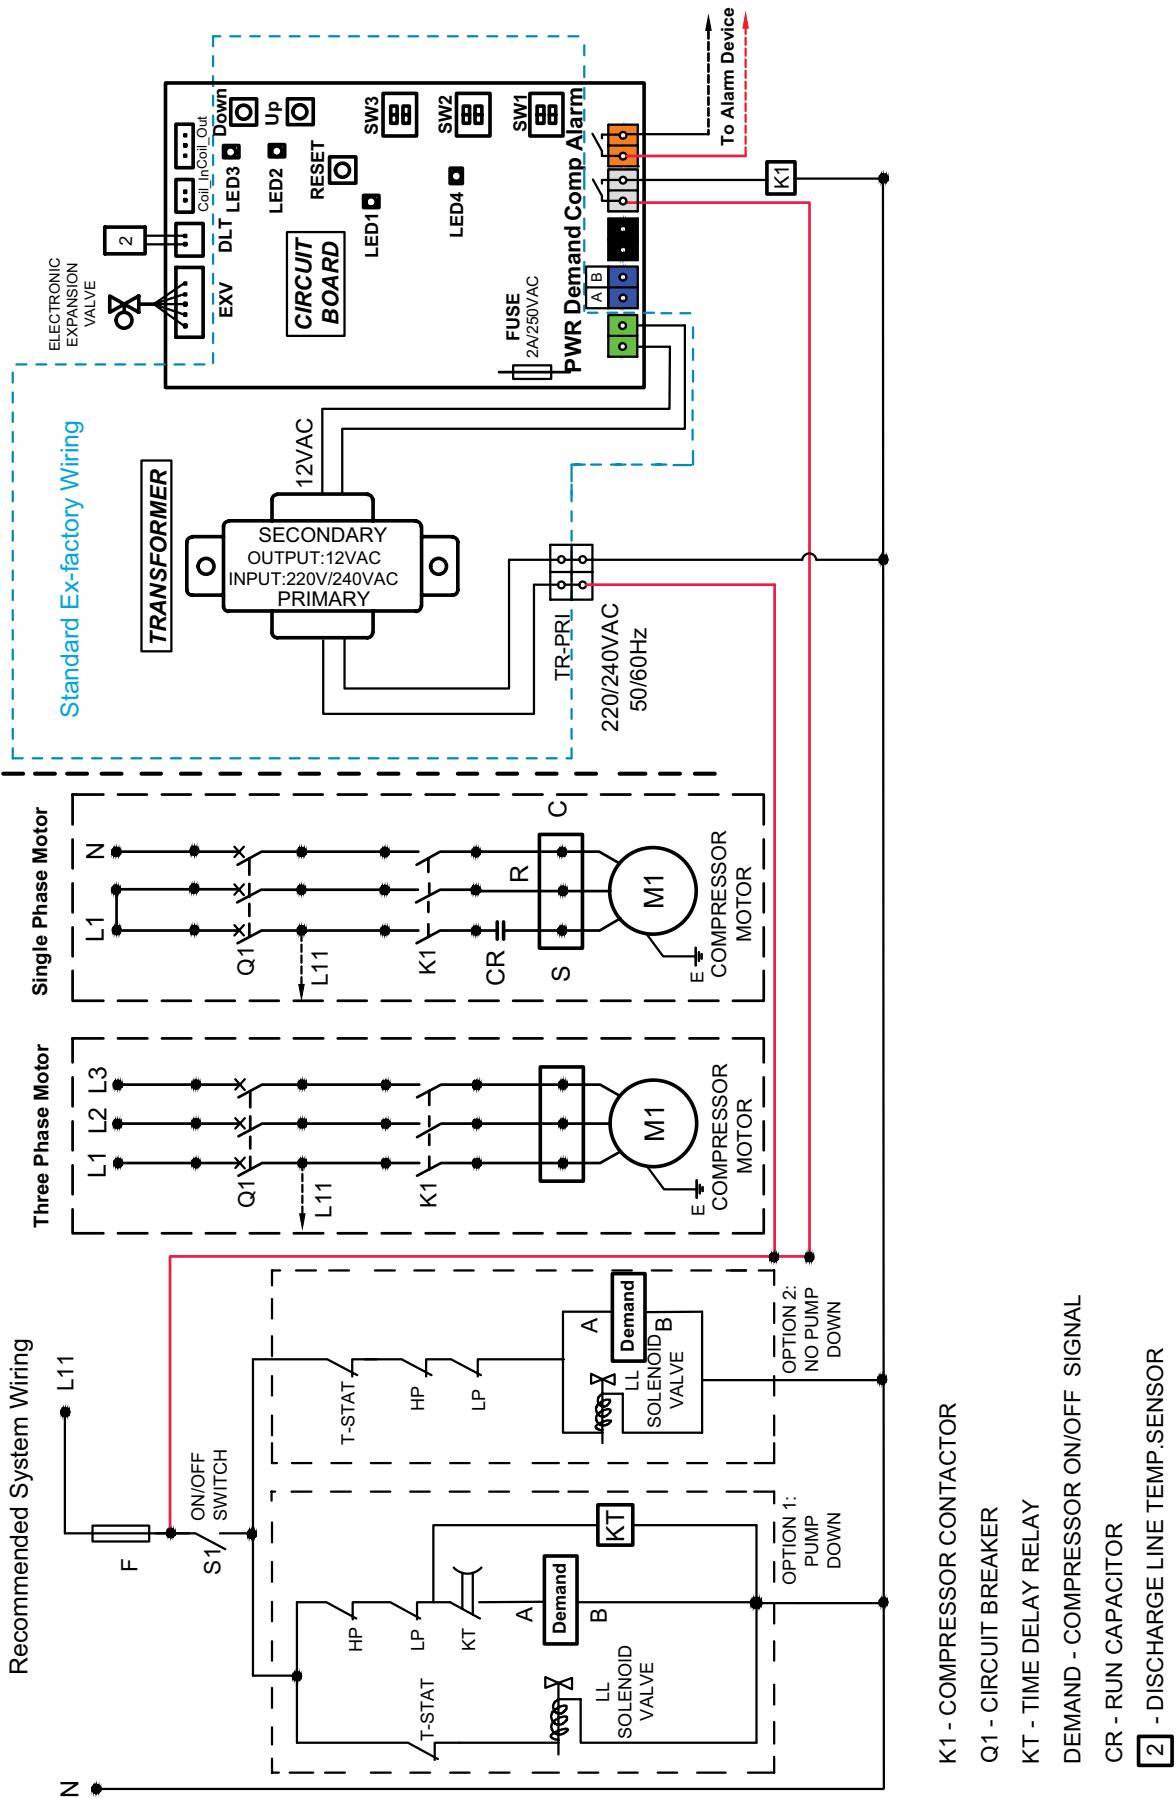 Recommended System Wiring
N
L11
F
S1
ON/OFF
SWITCH
T-STAT
LL
SOLENOID
VALVE
HP
LP
KT
A
Demand
B
KT
OPTION 1:
PUMP
DOWN
T-STAT
HP
LP
LL
SOLENOID
VALVE
A
Demand
B
OPTION 2:
NO PUMP
DOWN
Three Phase Motor
L1
L2
L3
Q1
L11
K1
M1
E
COMPRESSOR
MOTOR
Single Phase Motor
L1
N
Q1
L11
K1
CR
S
R
C
M1
E
COMPRESSOR
MOTOR
Standard Ex-factory Wiring
TRANSFORMER
SECONDARY
OUTPUT:12VAC
INPUT:220V/240VAC
PRIMARY
12VAC
TR-PRI
220/240VAC
50/60Hz
ELECTRONIC
EXPANSION
VALVE
2
EXV
DLT
Coil_In
Coil_Out
Down
Up
LED3
LED2
RESET
LED1
LED4
SW3
SW2
SW1
CIRCUIT
BOARD
FUSE
2A/250VAC
PWR Demand Comp Alarm
A
B
K1
To Alarm Device
K1 - COMPRESSOR CONTACTOR
Q1 - CIRCUIT BREAKER
KT - TIME DELAY RELAY
DEMAND - COMPRESSOR ON/OFF SIGNAL
CR - RUN CAPACITOR
2 - DISCHARGE LINE TEMP.SENSOR